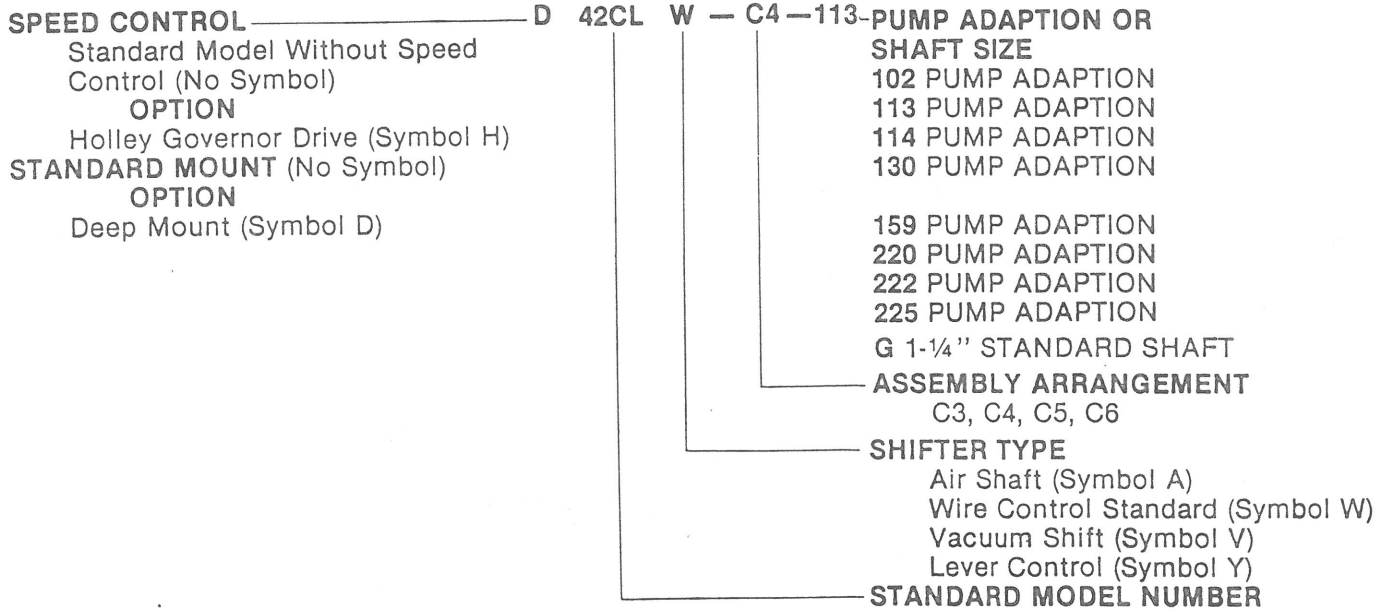 SPEED CONTROL
Standard Model Without Speed
Control (No Symbol)
OPTION
Holley Governor Drive (Symbol H)
STANDARD MOUNT (No Symbol)
OPTION
Deep Mount (Symbol D)
D 42CL W — C4 — 113-PUMP ADAPTION OR
SHAFT SIZE
102 PUMP ADAPTION
113 PUMP ADAPTION
114 PUMP ADAPTION
130 PUMP ADAPTION
159 PUMP ADAPTION
220 PUMP ADAPTION
222 PUMP ADAPTION
225 PUMP ADAPTION
G 1-¼" STANDARD SHAFT
ASSEMBLY ARRANGEMENT
C3, C4, C5, C6
SHIFTER TYPE
Air Shaft (Symbol A)
Wire Control Standard (Symbol W)
Vacuum Shift (Symbol V)
Lever Control (Symbol Y)
STANDARD MODEL NUMBER